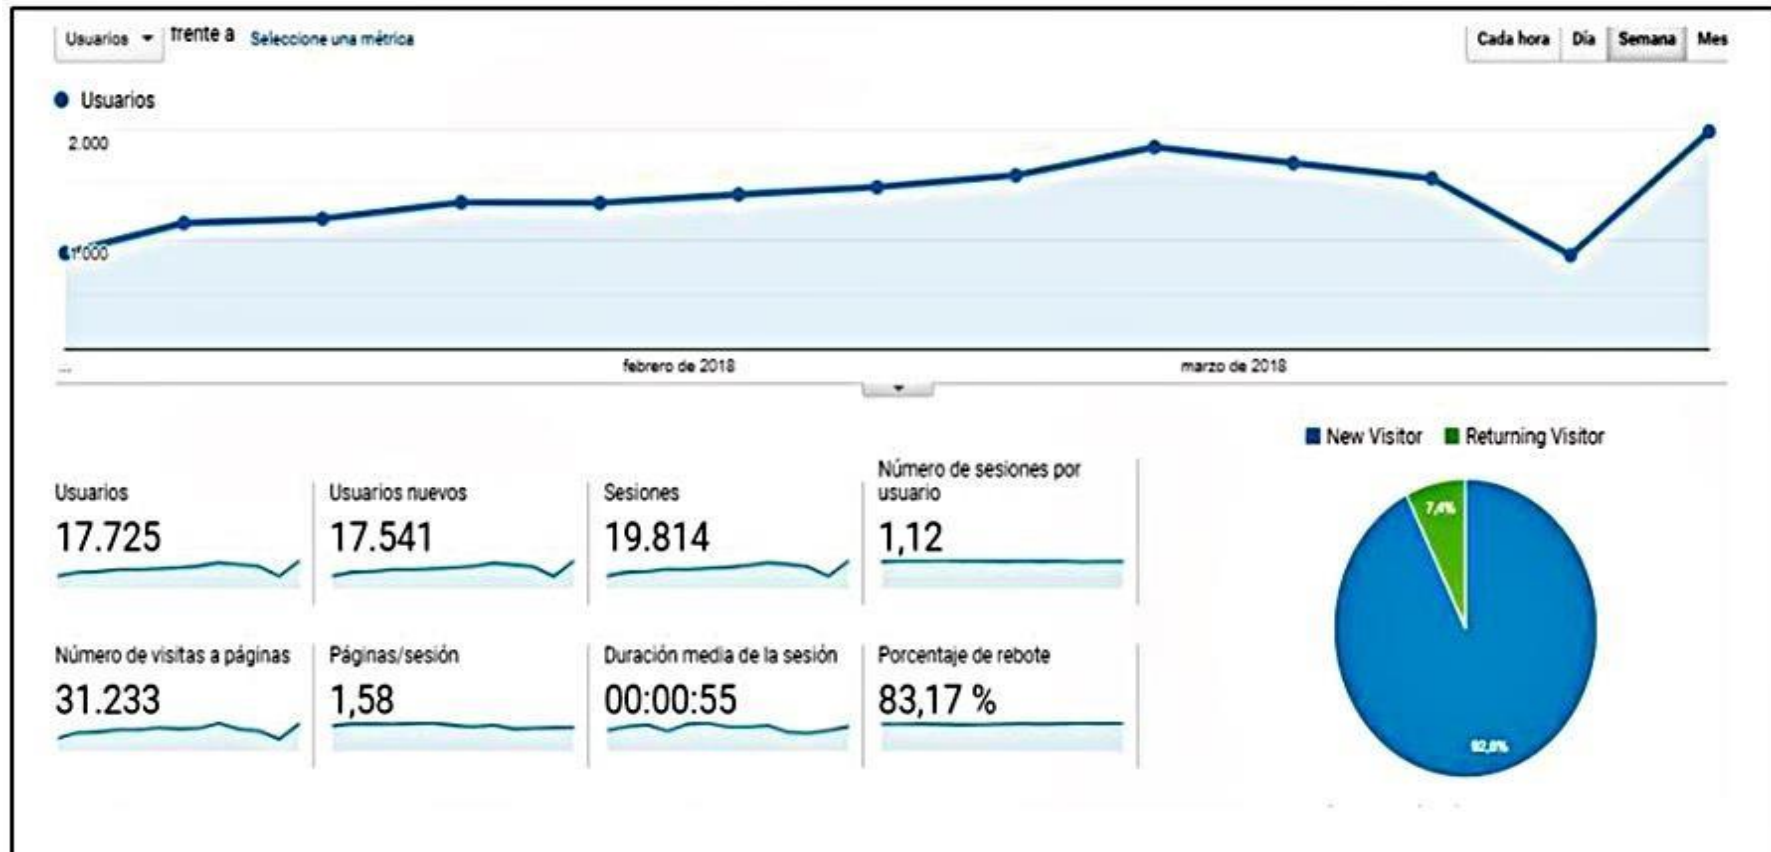 Usuarios frente a Seleccione una métrica
Cada hora Día Semana Mes
Usuarios
2.000
1.000
... febrero de 2018 marzo de 2018
New Visitor Returning Visitor
Usuarios
17.725
Usuarios nuevos
17.541
Sesiones
19.814
Número de sesiones por
usuario
1,12
Número de visitas a páginas
31.233
Páginas/sesión
1,58
Duración media de la sesión
00:00:55
Porcentaje de rebote
83,17 %
7,4%